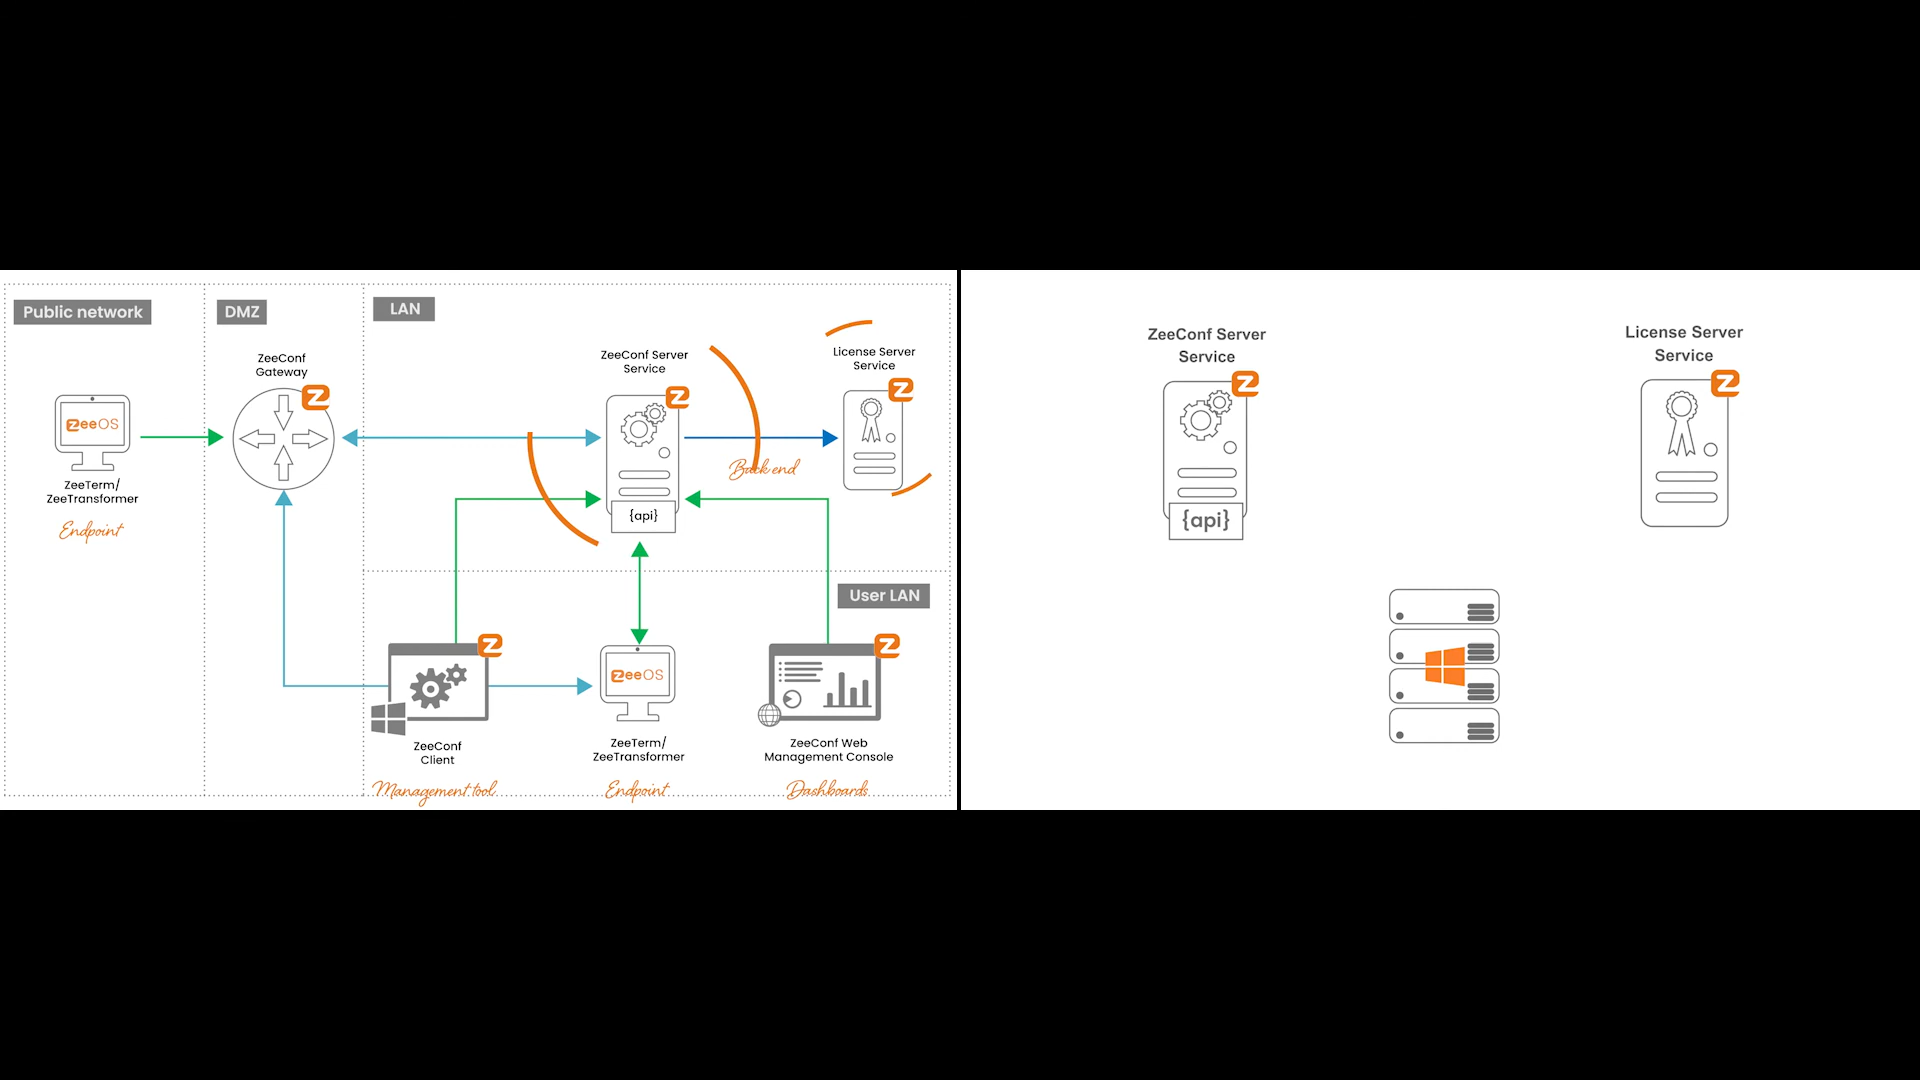 Public network
DMZ
LAN
ZeeConf
Gateway
ZeeConf Server
Service
License Server
Service
ZeeOS
ZeeTerm/
ZeeTransformer
Endpoint
Back end
{api}
User LAN
ZeeOS
ZeeConf
Client
ZeeTerm/
ZeeTransformer
ZeeConf Web
Management Console
Management tool
Endpoint
Dashboards
ZeeConf Server
Service
License Server
Service
{api}